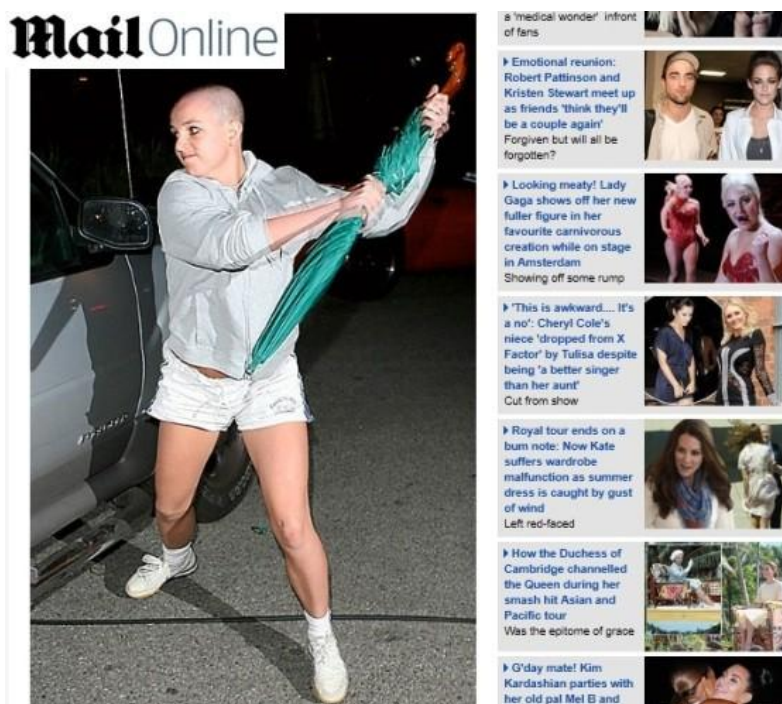 Mail Online
a 'medical wonder' infront
of fans
Emotional reunion:
Robert Pattinson and
Kristen Stewart meet up
as friends 'think they'll
be a couple again'
Forgiven but will all be
forgotten?
Looking meaty! Lady
Gaga shows off her new
fuller figure in her
favourite carnivorous
creation while on stage
in Amsterdam
Showing off some rump
'This is awkward.... It's
a no': Cheryl Cole's
niece 'dropped from X
Factor' by Tulisa despite
being 'a better singer
than her aunt'
Cut from show
Royal tour ends on a
bum note: Now Kate
suffers wardrobe
malfunction as summer
dress is caught by gust
of wind
Left red-faced
How the Duchess of
Cambridge channelled
the Queen during her
smash hit Asian and
Pacific tour
Was the epitome of grace
G'day mate! Kim
Kardashian parties with
her old pal Mel B and